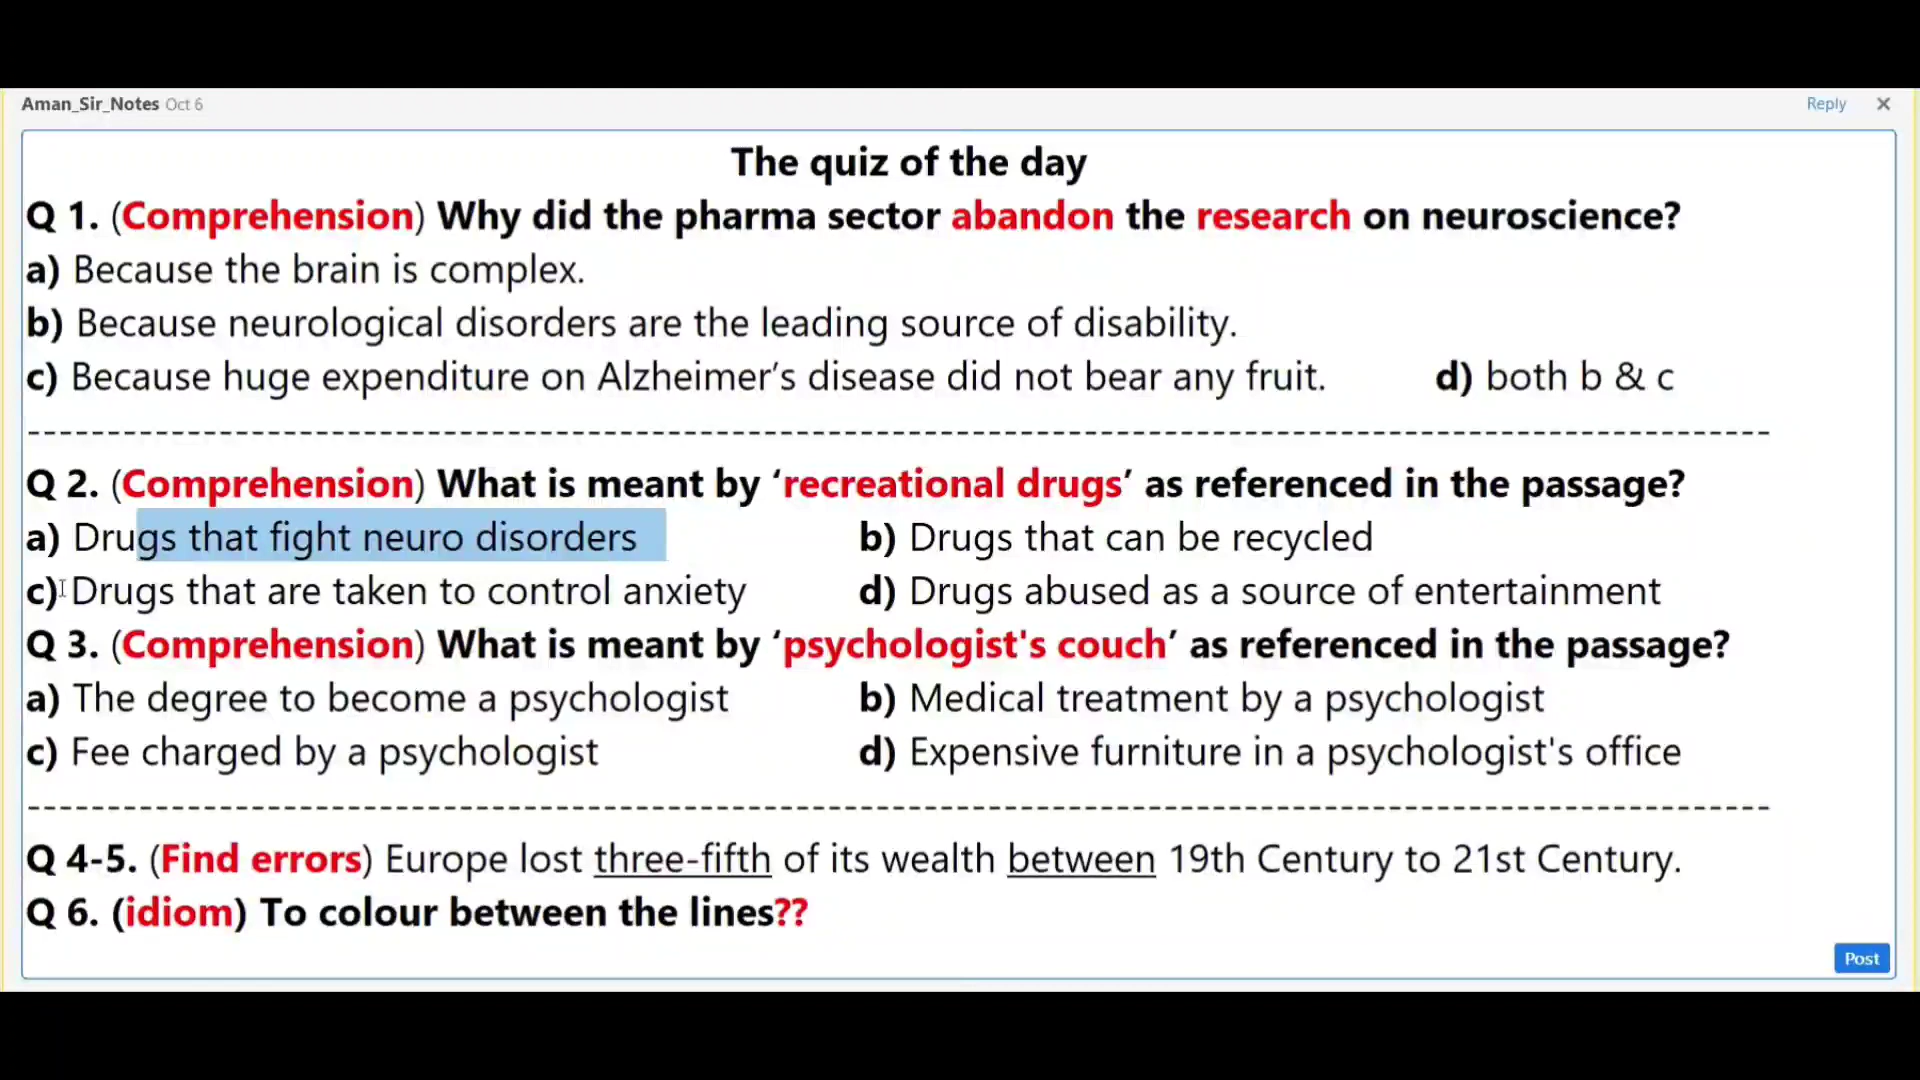 Aman_Sir_Notes Oct 6 Reply ✕
The quiz of the day
Q 1. (Comprehension) Why did the pharma sector abandon the research on neuroscience?
a) Because the brain is complex.
b) Because neurological disorders are the leading source of disability.
c) Because huge expenditure on Alzheimer’s disease did not bear any fruit. d) both b & c
Q 2. (Comprehension) What is meant by ‘recreational drugs’ as referenced in the passage?
a) Drugs that fight neuro disorders b) Drugs that can be recycled
c) Drugs that are taken to control anxiety d) Drugs abused as a source of entertainment
Q 3. (Comprehension) What is meant by ‘psychologist's couch’ as referenced in the passage?
a) The degree to become a psychologist b) Medical treatment by a psychologist
c) Fee charged by a psychologist d) Expensive furniture in a psychologist's office
Q 4-5. (Find errors) Europe lost three-fifth of its wealth between 19th Century to 21st Century.
Q 6. (idiom) To colour between the lines??
Post